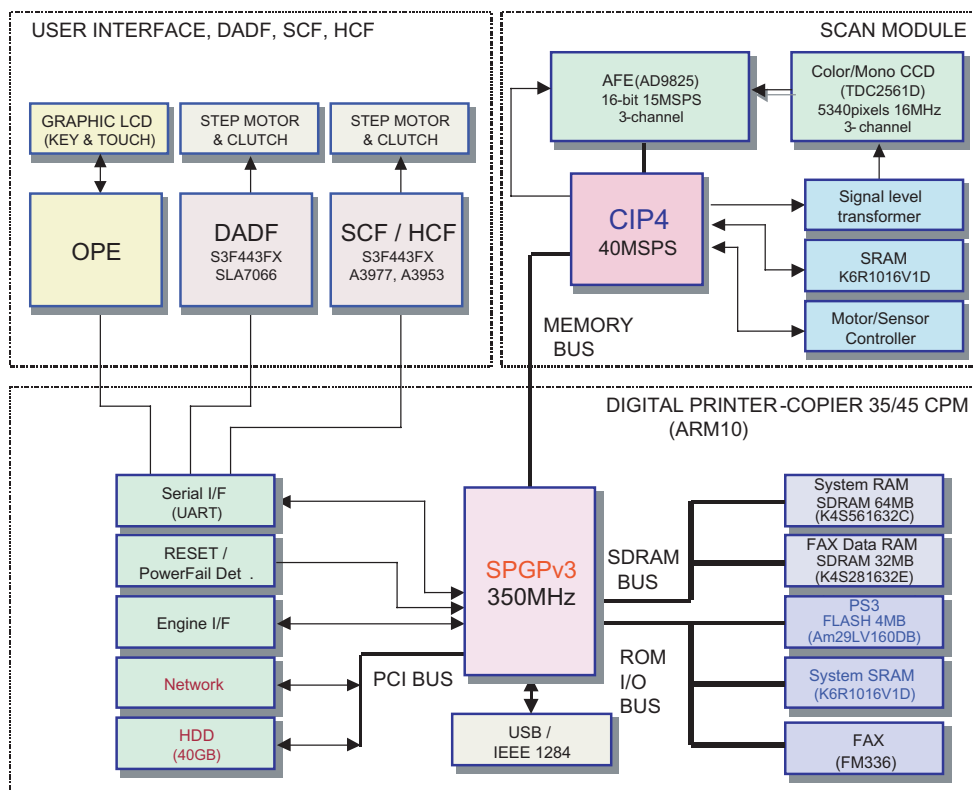 USER INTERFACE, DADF, SCF, HCF
GRAPHIC LCD
(KEY & TOUCH)
STEP MOTOR
& CLUTCH
STEP MOTOR
& CLUTCH
OPE
DADF
S3F443FX
SLA7066
SCF / HCF
S3F443FX
A3977, A3953
SCAN MODULE
AFE(AD9825)
16-bit 15MSPS
3-channel
Color/Mono CCD
(TDC2561D)
5340pixels 16MHz
3- channel
CIP4
40MSPS
Signal level
transformer
SRAM
K6R1016V1D
Motor/Sensor
Controller
MEMORY
BUS
DIGITAL PRINTER-COPIER 35/45 CPM
(ARM10)
Serial I/F
(UART)
RESET /
PowerFail Det .
Engine I/F
Network
HDD
(40GB)
PCI BUS
SPGPv3
350MHz
USB /
IEEE 1284
SDRAM
BUS
ROM
I/O
BUS
System RAM
SDRAM 64MB
(K4S561632C)
FAX Data RAM
SDRAM 32MB
(K4S281632E)
PS3
FLASH 4MB
(Am29LV160DB)
System SRAM
(K6R1016V1D)
FAX
(FM336)